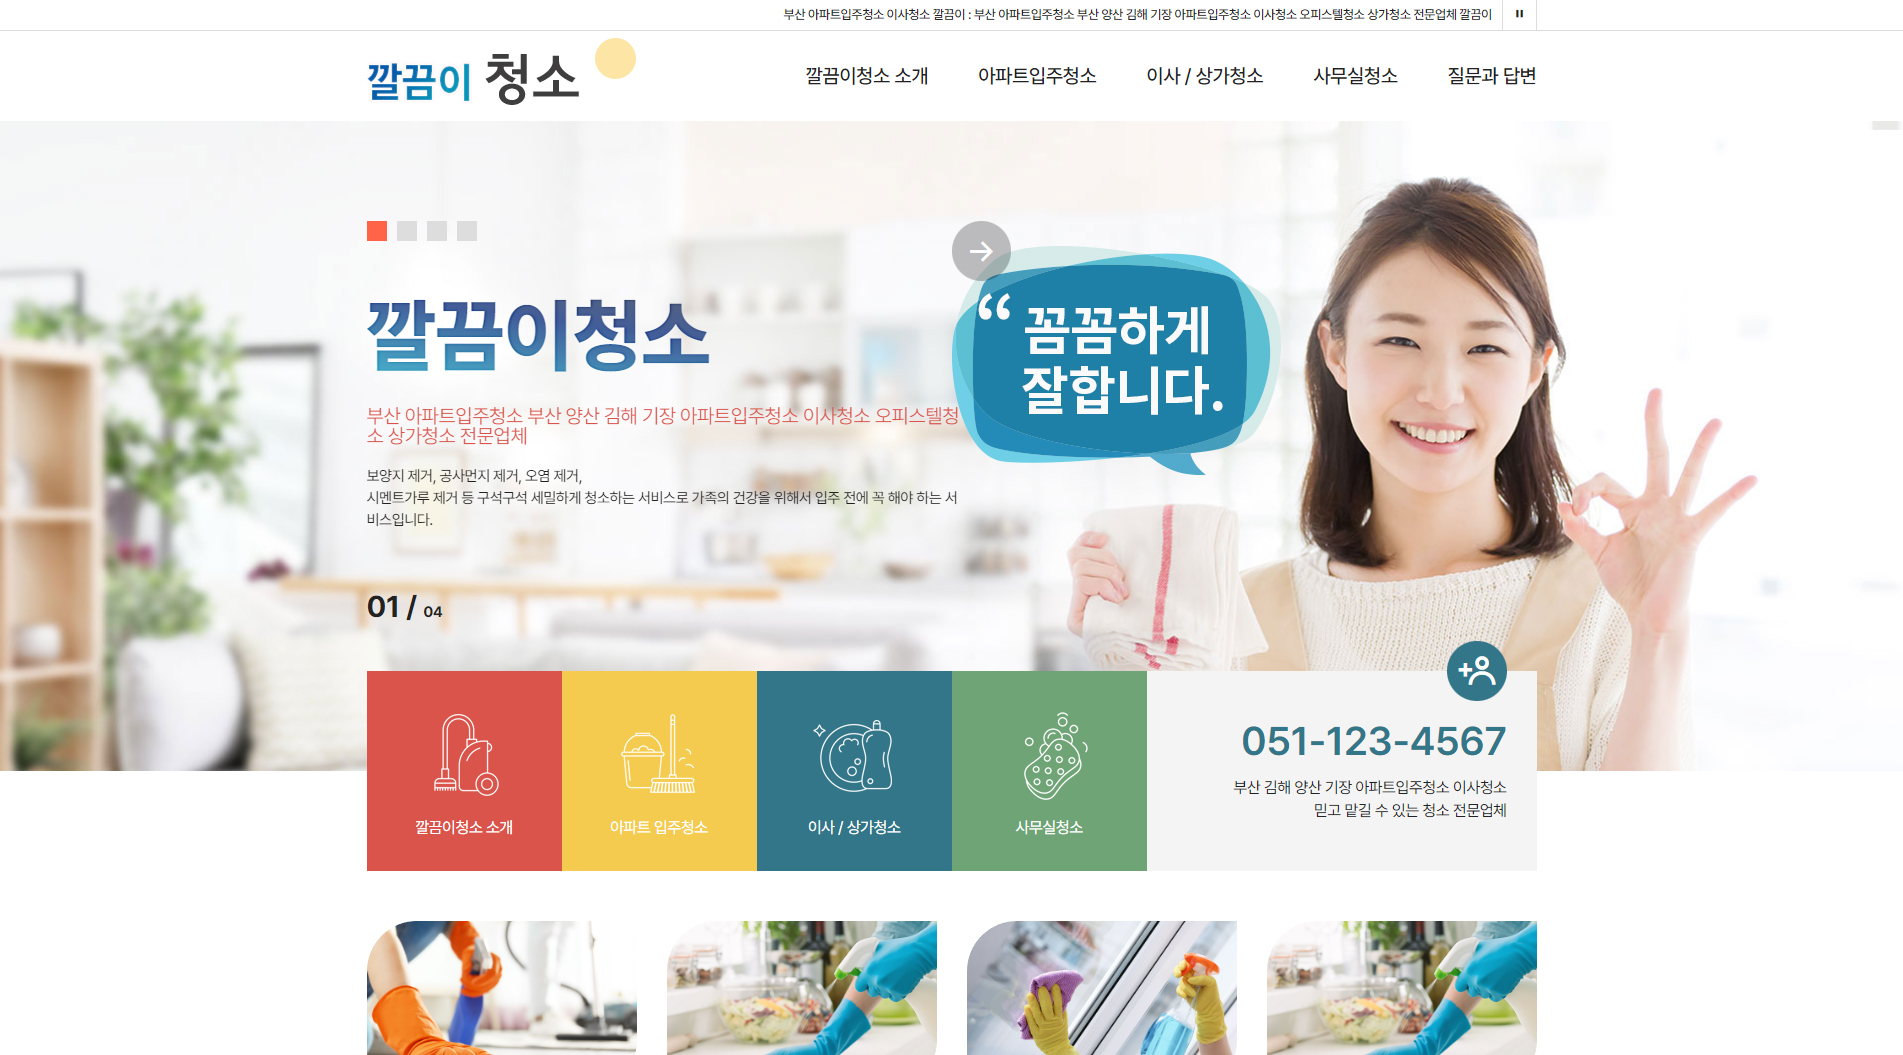 부산 아파트입주청소 이사청소 깔끔이 : 부산 아파트입주청소 부산 양산 김해 기장 아파트입주청소 이사청소 오피스텔청소 상가청소 전문업체 깔끔이
깔끔이 청소
깔끔이청소 소개
아파트입주청소
이사 / 상가청소
사무실청소
질문과 답변
깔끔이청소
부산 아파트입주청소 부산 양산 김해 기장 아파트입주청소 이사청소 오피스텔청
소 상가청소 전문업체
보양지 제거, 공사먼지 제거, 오염 제거,
시멘트가루 제거 등 구석구석 세밀하게 청소하는 서비스로 가족의 건강을 위해서 입주 전에 꼭 해야 하는 서
비스입니다.
01 / 04
“ 꼼꼼하게
잘합니다.
깔끔이청소 소개
아파트 입주청소
이사 / 상가청소
사무실청소
051-123-4567
부산 김해 양산 기장 아파트입주청소 이사청소
믿고 맡길 수 있는 청소 전문업체